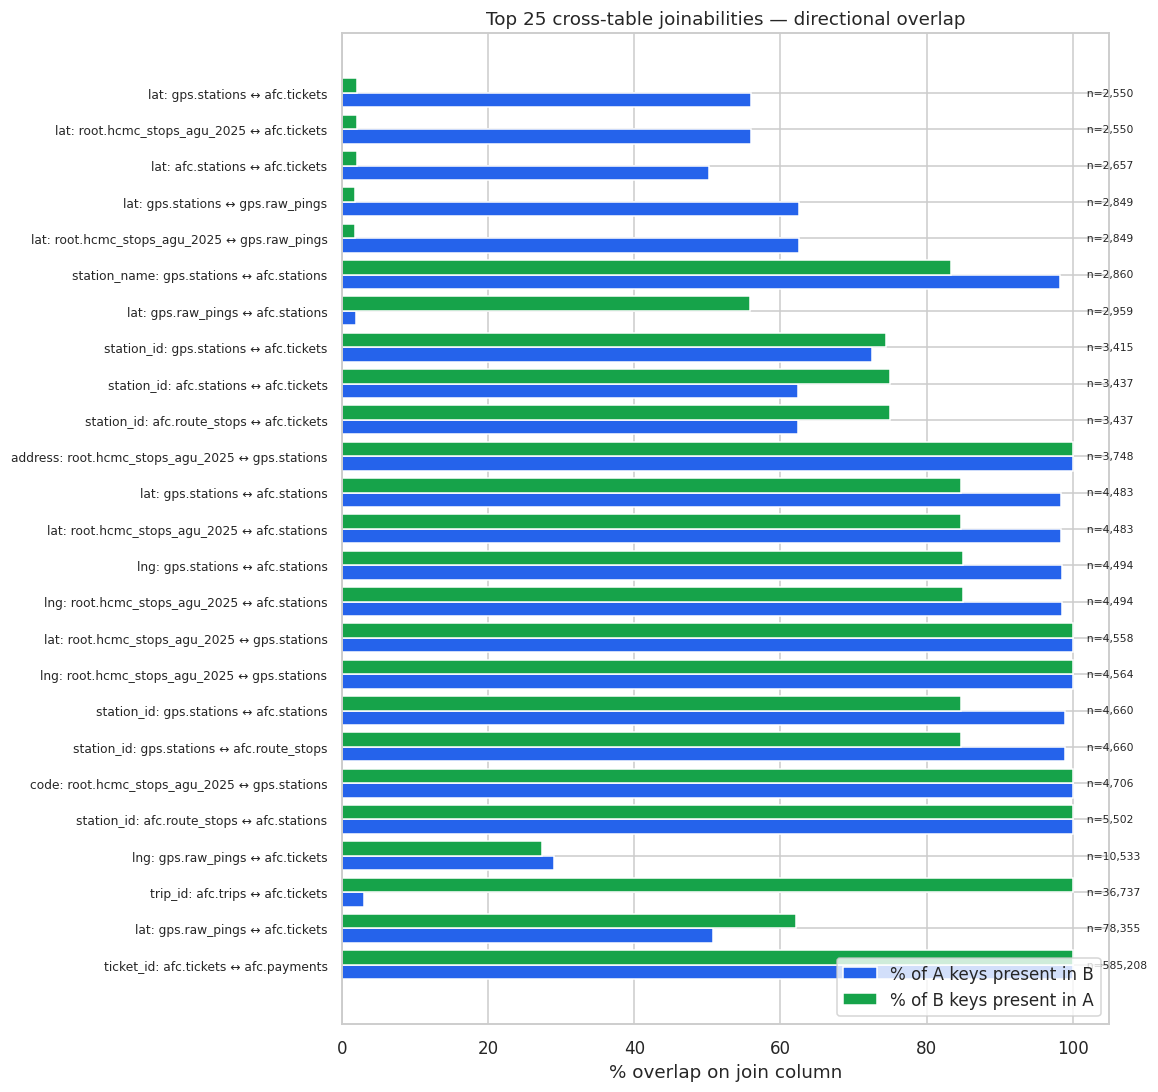 Top 25 cross-table joinabilities — directional overlap
lat: gps.stations ↔ afc.tickets n=2,550
lat: root.hcmc_stops_agu_2025 ↔ afc.tickets n=2,550
lat: afc.stations ↔ afc.tickets n=2,657
lat: gps.stations ↔ gps.raw_pings n=2,849
lat: root.hcmc_stops_agu_2025 ↔ gps.raw_pings n=2,849
station_name: gps.stations ↔ afc.stations n=2,860
lat: gps.raw_pings ↔ afc.stations n=2,959
station_id: gps.stations ↔ afc.tickets n=3,415
station_id: afc.stations ↔ afc.tickets n=3,437
station_id: afc.route_stops ↔ afc.tickets n=3,437
address: root.hcmc_stops_agu_2025 ↔ gps.stations n=3,748
lat: gps.stations ↔ afc.stations n=4,483
lat: root.hcmc_stops_agu_2025 ↔ afc.stations n=4,483
lng: gps.stations ↔ afc.stations n=4,494
lng: root.hcmc_stops_agu_2025 ↔ afc.stations n=4,494
lat: root.hcmc_stops_agu_2025 ↔ gps.stations n=4,558
lng: root.hcmc_stops_agu_2025 ↔ gps.stations n=4,564
station_id: gps.stations ↔ afc.stations n=4,660
station_id: gps.stations ↔ afc.route_stops n=4,660
code: root.hcmc_stops_agu_2025 ↔ gps.stations n=4,706
station_id: afc.route_stops ↔ afc.stations n=5,502
lng: gps.raw_pings ↔ afc.tickets n=10,533
trip_id: afc.trips ↔ afc.tickets n=36,737
lat: gps.raw_pings ↔ afc.tickets n=78,355
ticket_id: afc.tickets ↔ afc.payments n=585,208
% of A keys present in B
% of B keys present in A
0 20 40 60 80 100
% overlap on join column